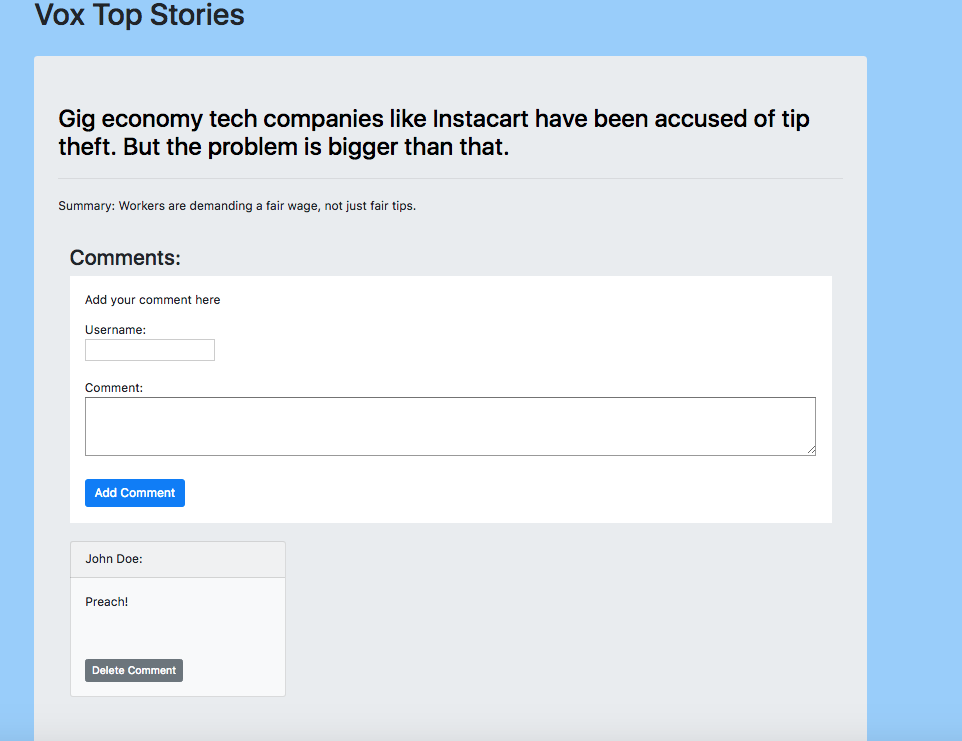 Vox Top Stories
Gig economy tech companies like Instacart have been accused of tip
theft. But the problem is bigger than that.
Summary: Workers are demanding a fair wage, not just fair tips.
Comments:
Add your comment here
Username:
Comment:
Add Comment
John Doe:
Preach!
Delete Comment